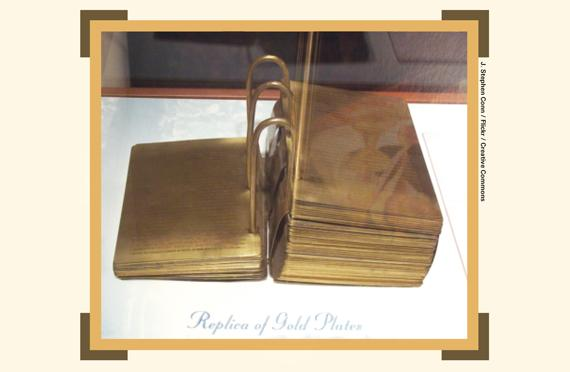 Replica of Gold Plates
J. Stephen Conn / Flickr / Creative Commons